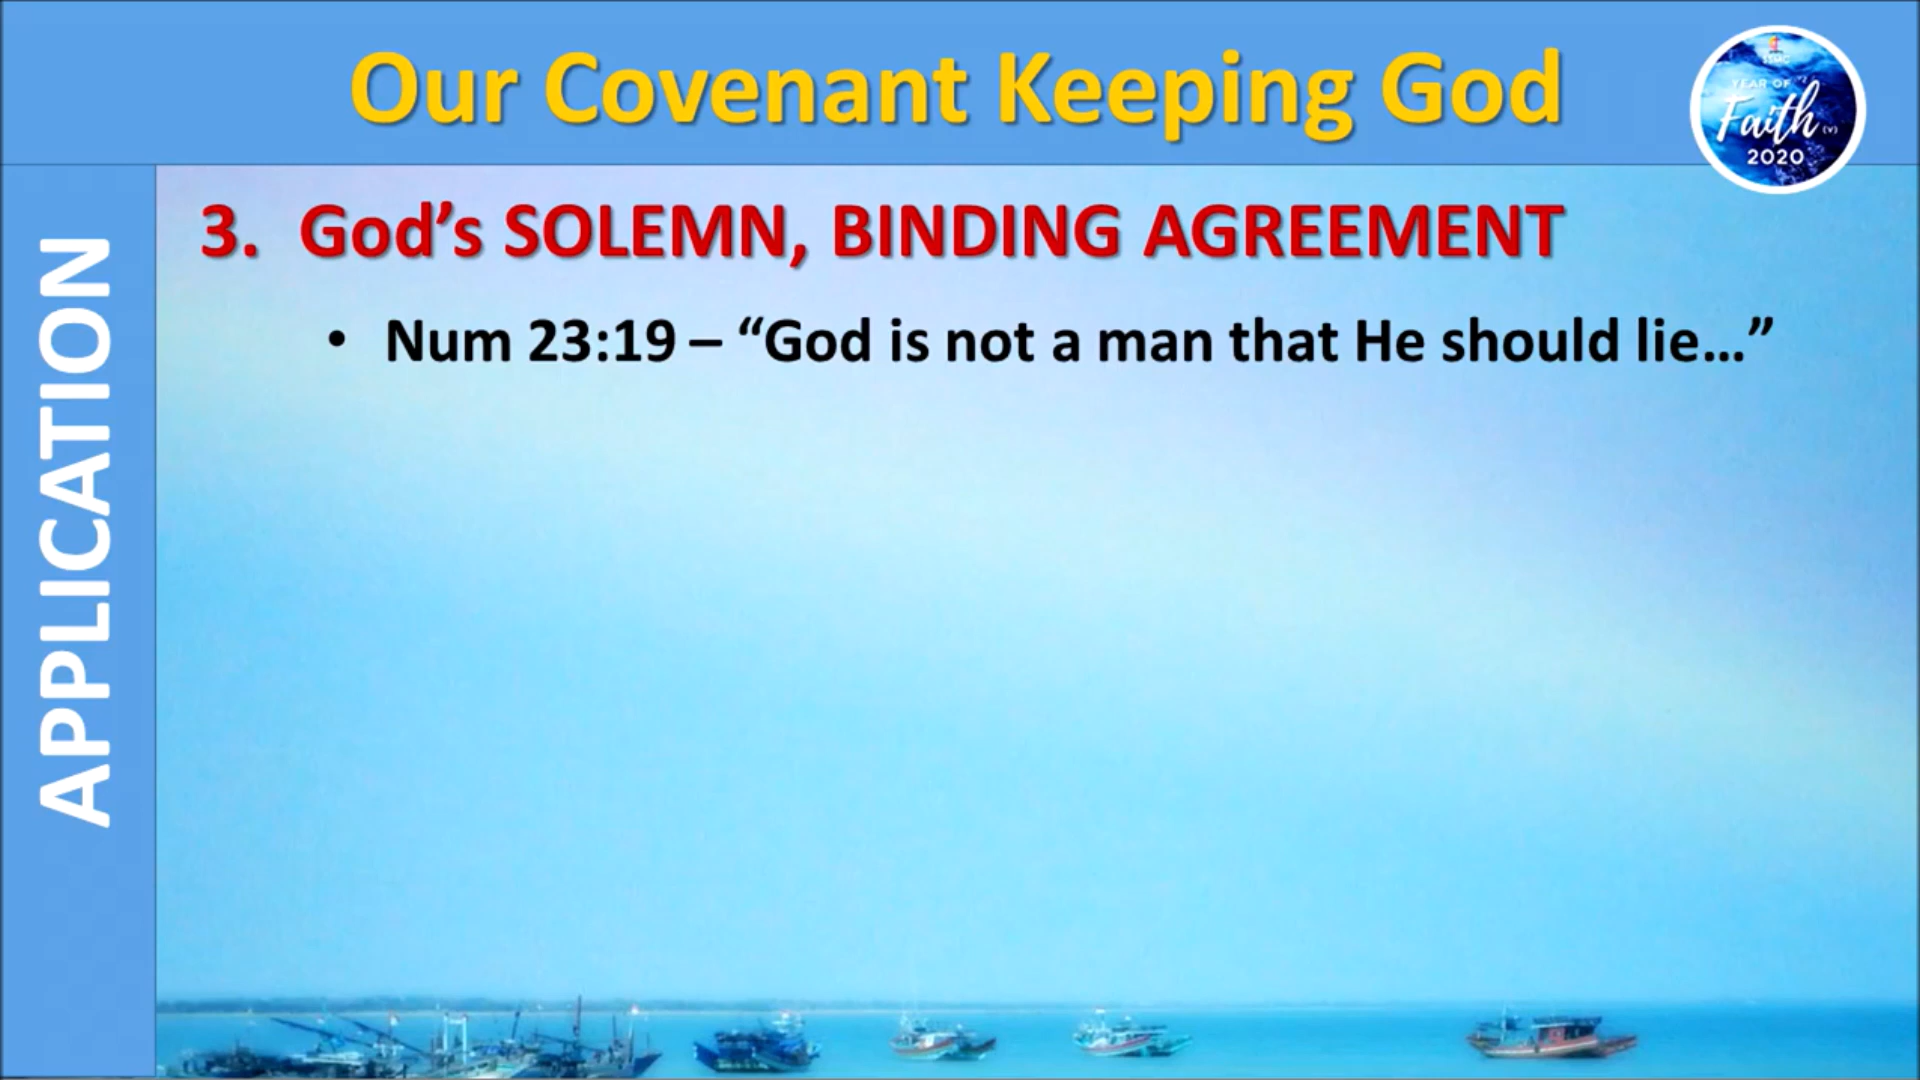 Our Covenant Keeping God
YEAR OF
Faith (V)
2020
APPLICATION
3. God’s SOLEMN, BINDING AGREEMENT
• Num 23:19 – “God is not a man that He should lie…”